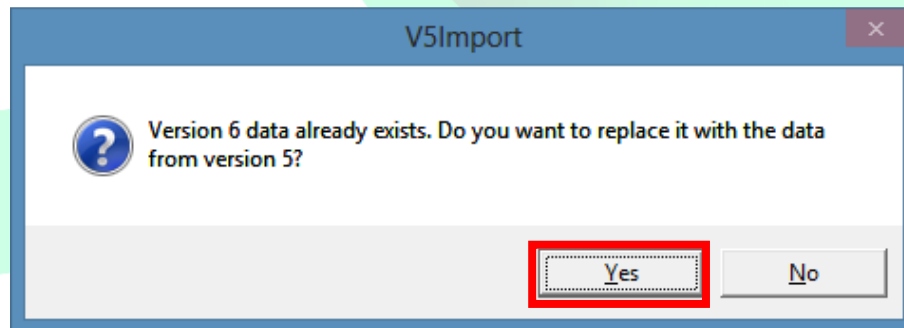 V5Import
Version 6 data already exists. Do you want to replace it with the data
from version 5?
Yes
No